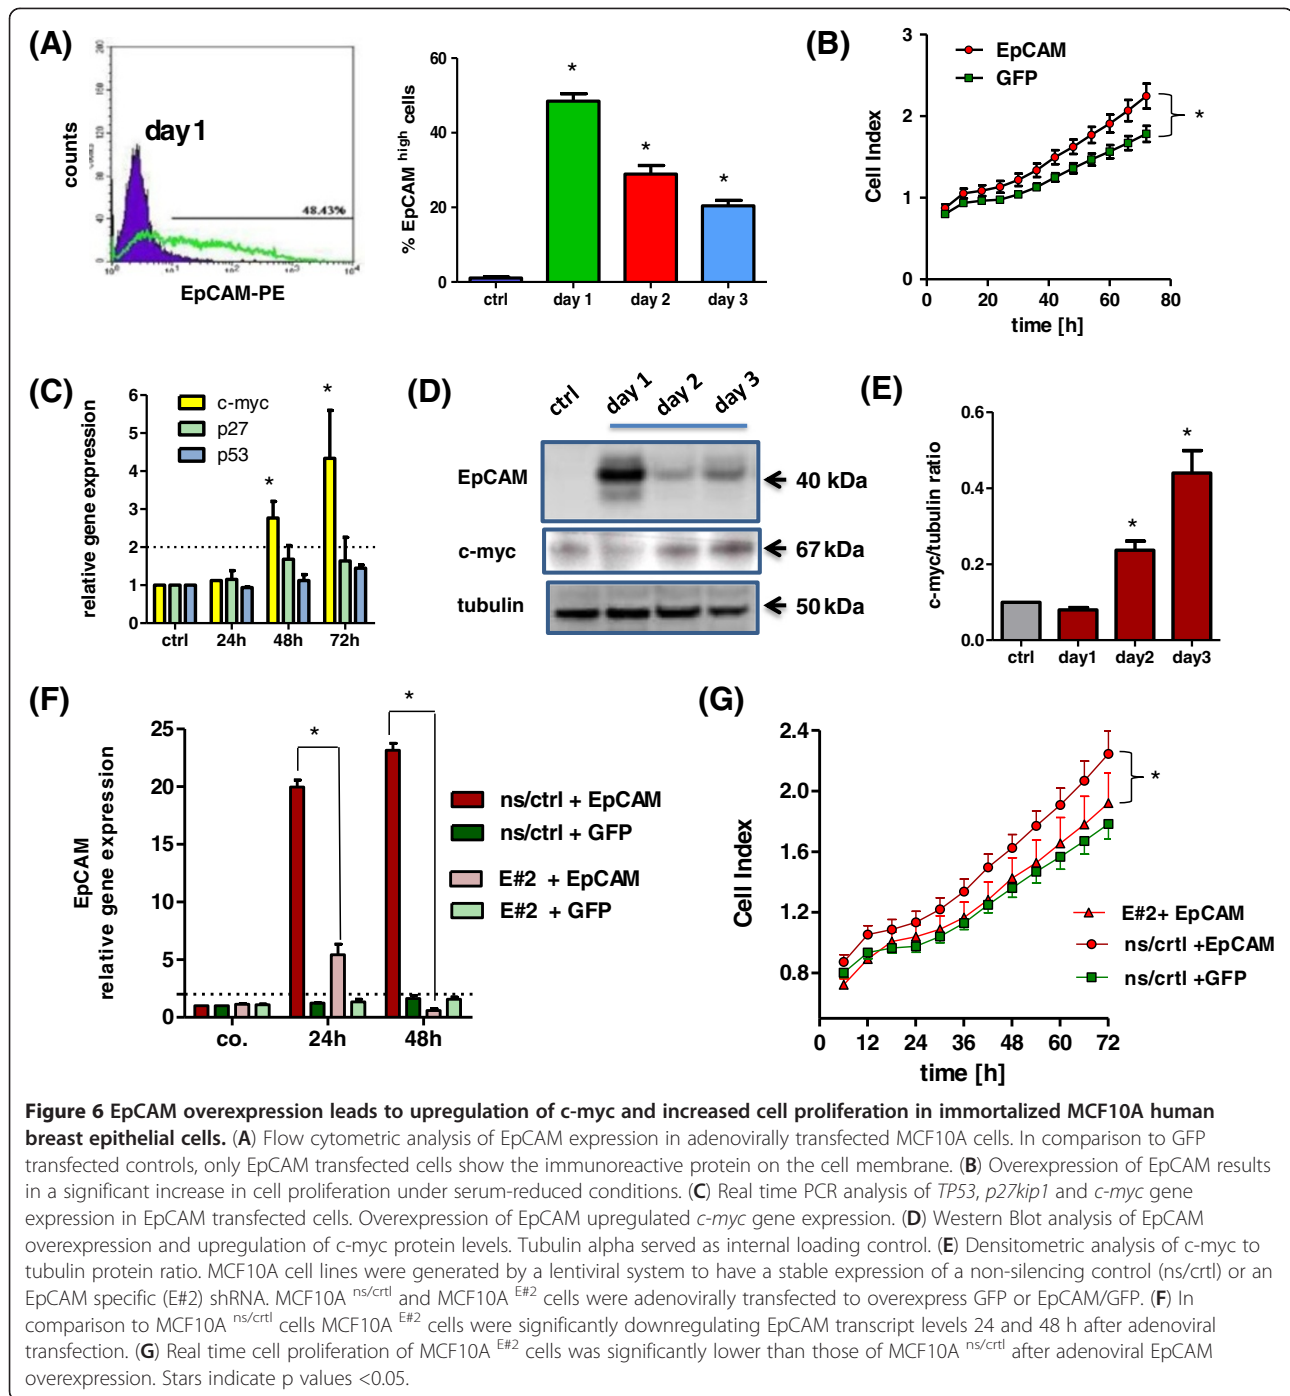 (A)
day 1
counts
200
160
120
80
40
0
48.43%
10⁰ 10¹ 10² 10³ 10⁴
EpCAM-PE
% EpCAM high cells
60
40
20
0
* * *
ctrl day 1 day 2 day 3
(B)
EpCAM
GFP
Cell Index
3
2
1
0
*
0 20 40 60 80
time [h]
(C)
c-myc
p27
p53
relative gene expression
6
5
4
3
2
1
0
* *
ctrl 24h 48h 72h
(D)
ctrl day 1 day 2 day 3
EpCAM 40 kDa
c-myc 67 kDa
tubulin 50 kDa
(E)
c-myc/tubulin ratio
0.6
0.4
0.2
0.0
* *
ctrl day1 day2 day3
(F)
EpCAM
relative gene expression
25
20
15
10
5
2
1
0
* *
co. 24h 48h
ns/ctrl + EpCAM
ns/ctrl + GFP
E#2 + EpCAM
E#2 + GFP
(G)
Cell Index
2.4
2.0
1.6
1.2
0.8
*
E#2+ EpCAM
ns/crtl +EpCAM
ns/crtl +GFP
0 12 24 36 48 60 72
time [h]
Figure 6 EpCAM overexpression leads to upregulation of c-myc and increased cell proliferation in immortalized MCF10A human
breast epithelial cells. (A) Flow cytometric analysis of EpCAM expression in adenovirally transfected MCF10A cells. In comparison to GFP
transfected controls, only EpCAM transfected cells show the immunoreactive protein on the cell membrane. (B) Overexpression of EpCAM results
in a significant increase in cell proliferation under serum-reduced conditions. (C) Real time PCR analysis of TP53, p27kip1 and c-myc gene
expression in EpCAM transfected cells. Overexpression of EpCAM upregulated c-myc gene expression. (D) Western Blot analysis of EpCAM
overexpression and upregulation of c-myc protein levels. Tubulin alpha served as internal loading control. (E) Densitometric analysis of c-myc to
tubulin protein ratio. MCF10A cell lines were generated by a lentiviral system to have a stable expression of a non-silencing control (ns/crtl) or an
EpCAM specific (E#2) shRNA. MCF10A ns/crtl and MCF10A E#2 cells were adenovirally transfected to overexpress GFP or EpCAM/GFP. (F) In
comparison to MCF10A ns/crtl cells MCF10A E#2 cells were significantly downregulating EpCAM transcript levels 24 and 48 h after adenoviral
transfection. (G) Real time cell proliferation of MCF10A E#2 cells was significantly lower than those of MCF10A ns/crtl after adenoviral EpCAM
overexpression. Stars indicate p values <0.05.